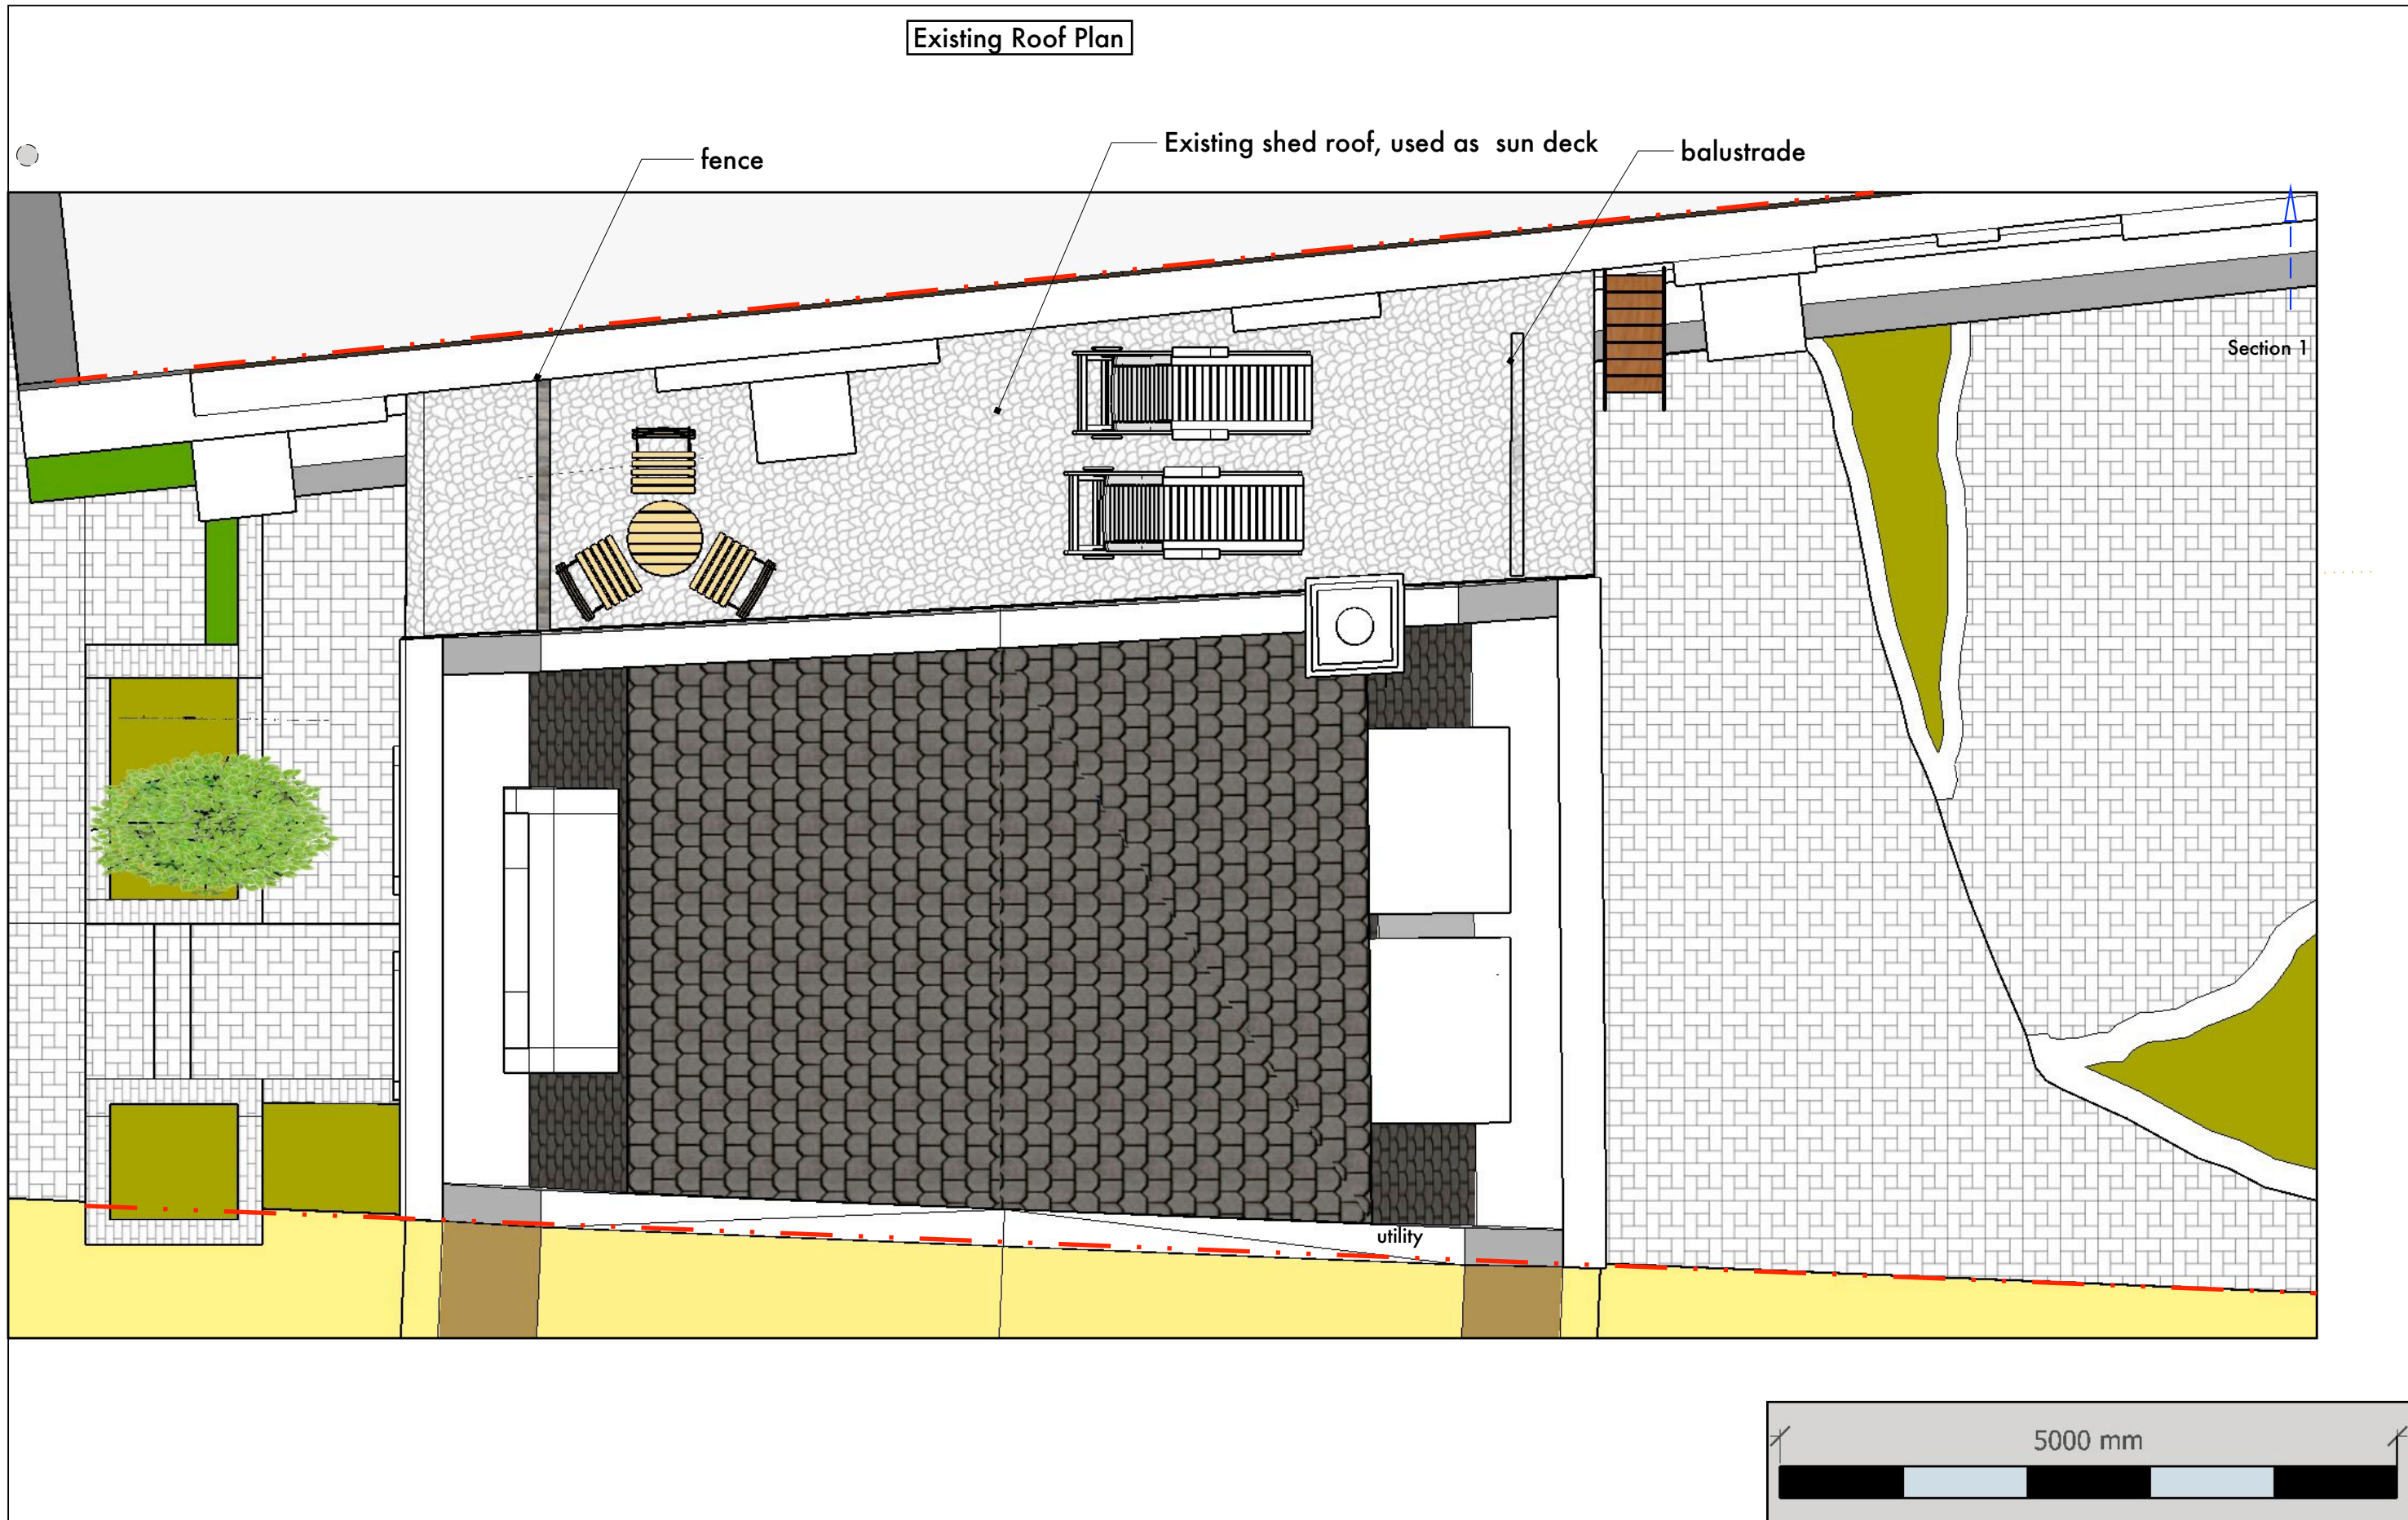 Existing Roof Plan
fence
Existing shed roof, used as  sun deck
balustrade
Section 1
utility
5000 mm